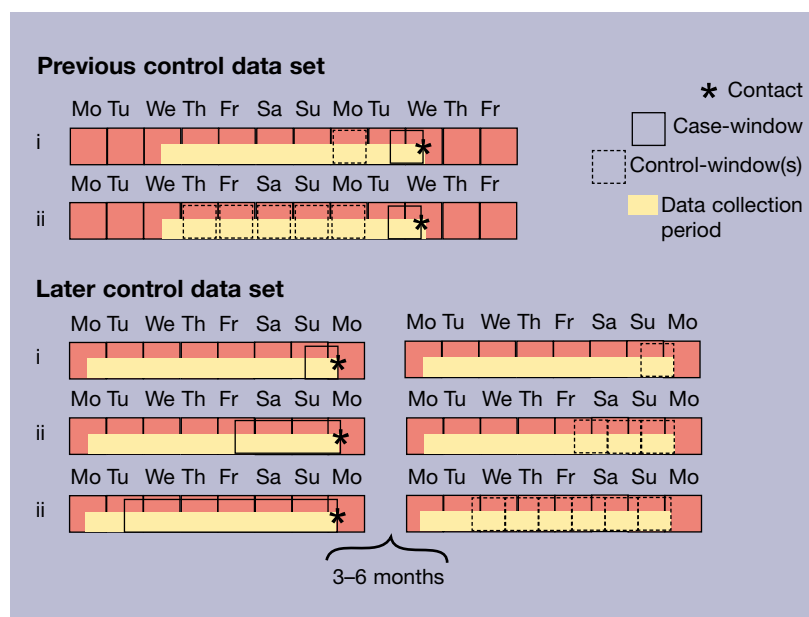 Previous control data set
Mo Tu We Th Fr Sa Su Mo Tu We Th Fr
i
Mo Tu We Th Fr Sa Su Mo Tu We Th Fr
ii
* Contact
Case-window
Control-window(s)
Data collection
period
Later control data set
Mo Tu We Th Fr Sa Su Mo Mo Tu We Th Fr Sa Su Mo
i
Mo Tu We Th Fr Sa Su Mo Mo Tu We Th Fr Sa Su Mo
ii
Mo Tu We Th Fr Sa Su Mo Mo Tu We Th Fr Sa Su Mo
ii
3–6 months